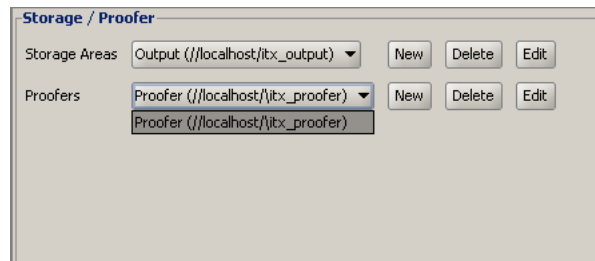 Storage / Proofer
Storage Areas Output (//localhost/itx_output) New Delete Edit
Proofers Proofer (//localhost/\itx_proofer) New Delete Edit
Proofer (//localhost/\itx_proofer)